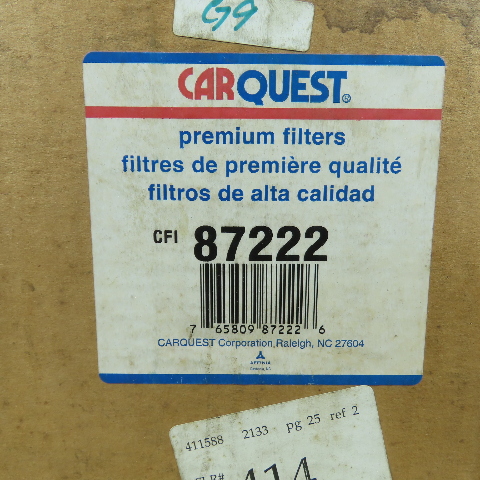 G9
CARQUEST®
premium filters
filtres de première qualité
filtros de alta calidad
CFI 87222
7 65809 87222 6
CARQUEST Corporation, Raleigh, NC 27604
411588 2133 pg 25 ref 2
414